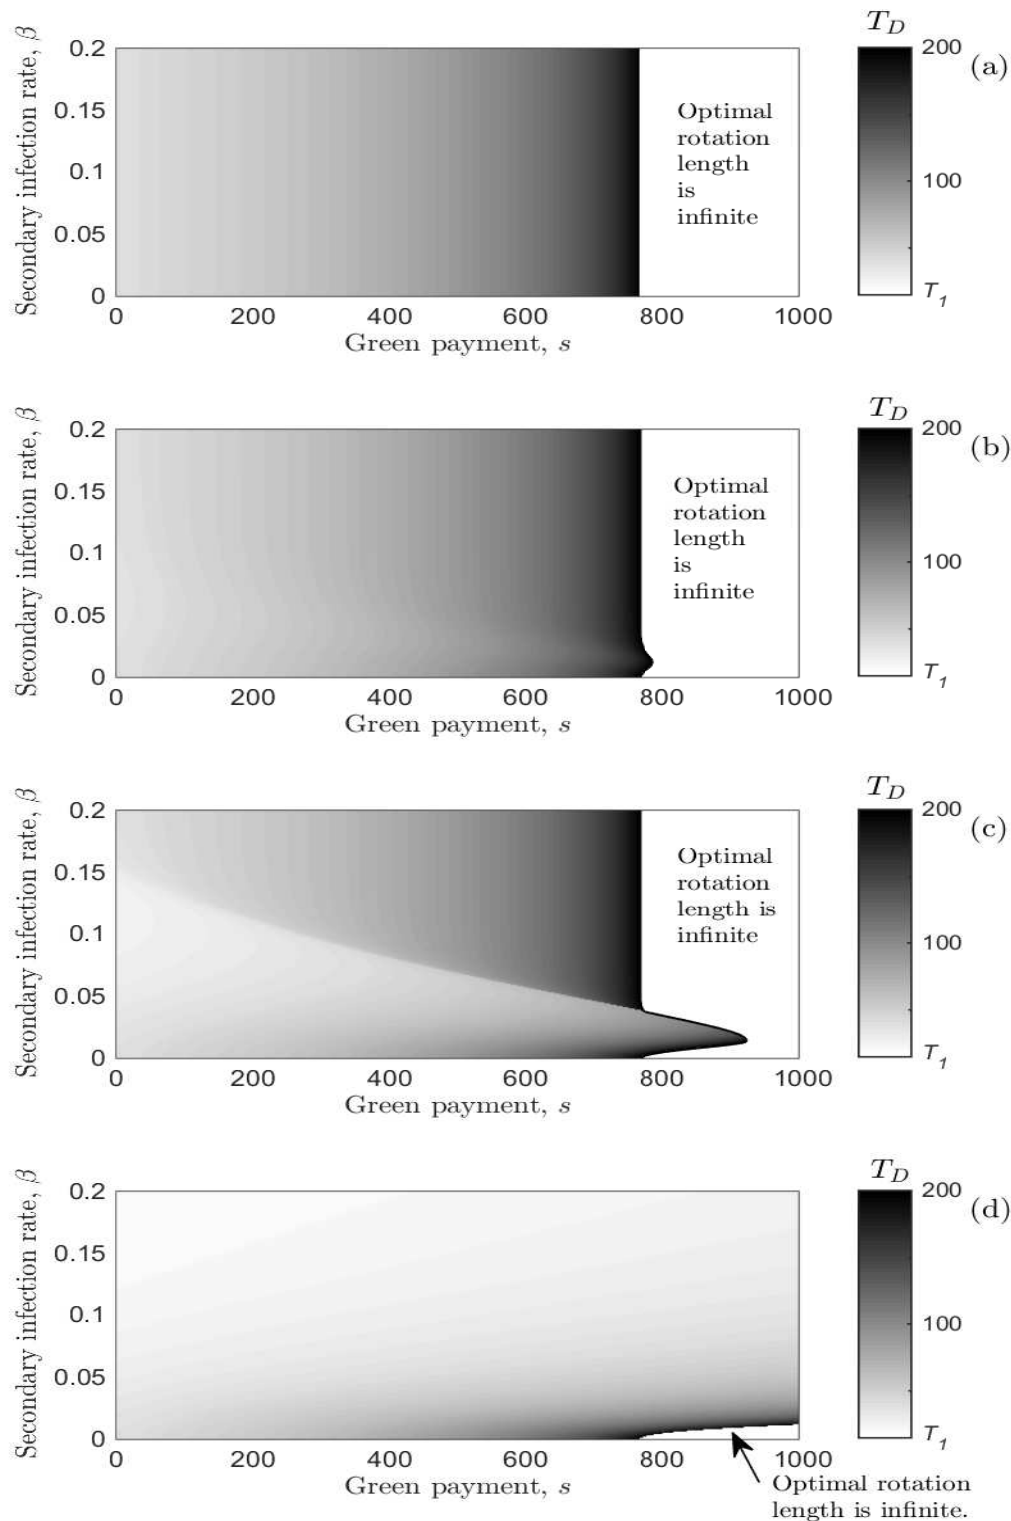 T_D
(a)
0.2
0.15
0.1
0.05
0
Secondary infection rate, β
Optimal
rotation
length
is
infinite
200
100
T_1
0 200 400 600 800 1000
Green payment, s
T_D
(b)
0.2
0.15
0.1
0.05
0
Secondary infection rate, β
Optimal
rotation
length
is
infinite
200
100
T_1
0 200 400 600 800 1000
Green payment, s
T_D
(c)
0.2
0.15
0.1
0.05
0
Secondary infection rate, β
Optimal
rotation
length is
infinite
200
100
T_1
0 200 400 600 800 1000
Green payment, s
T_D
(d)
0.2
0.15
0.1
0.05
0
Secondary infection rate, β
200
100
T_1
0 200 400 600 800 1000
Green payment, s
Optimal rotation
length is infinite.